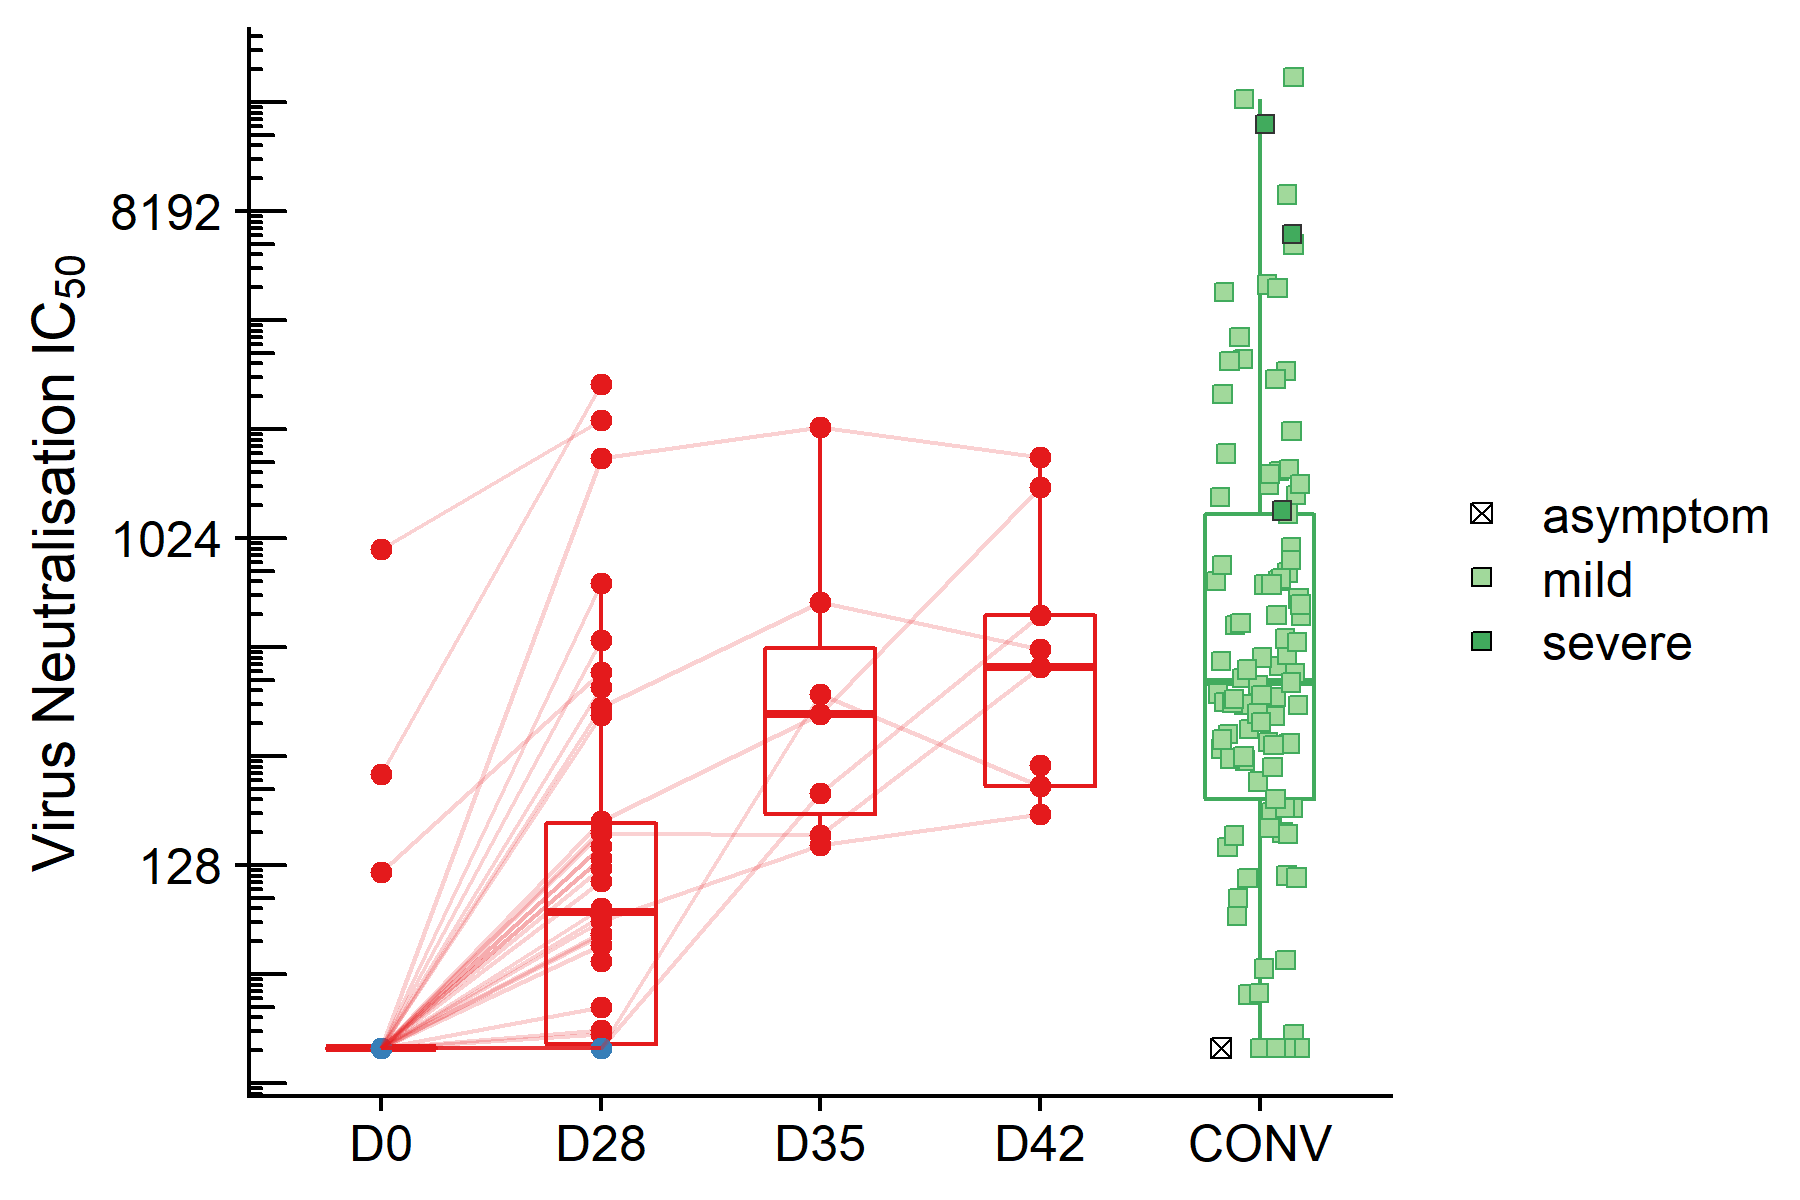 Virus Neutralisation IC50
8192
1024
128
D0 D28 D35 D42 CONV
asymptom
mild
severe